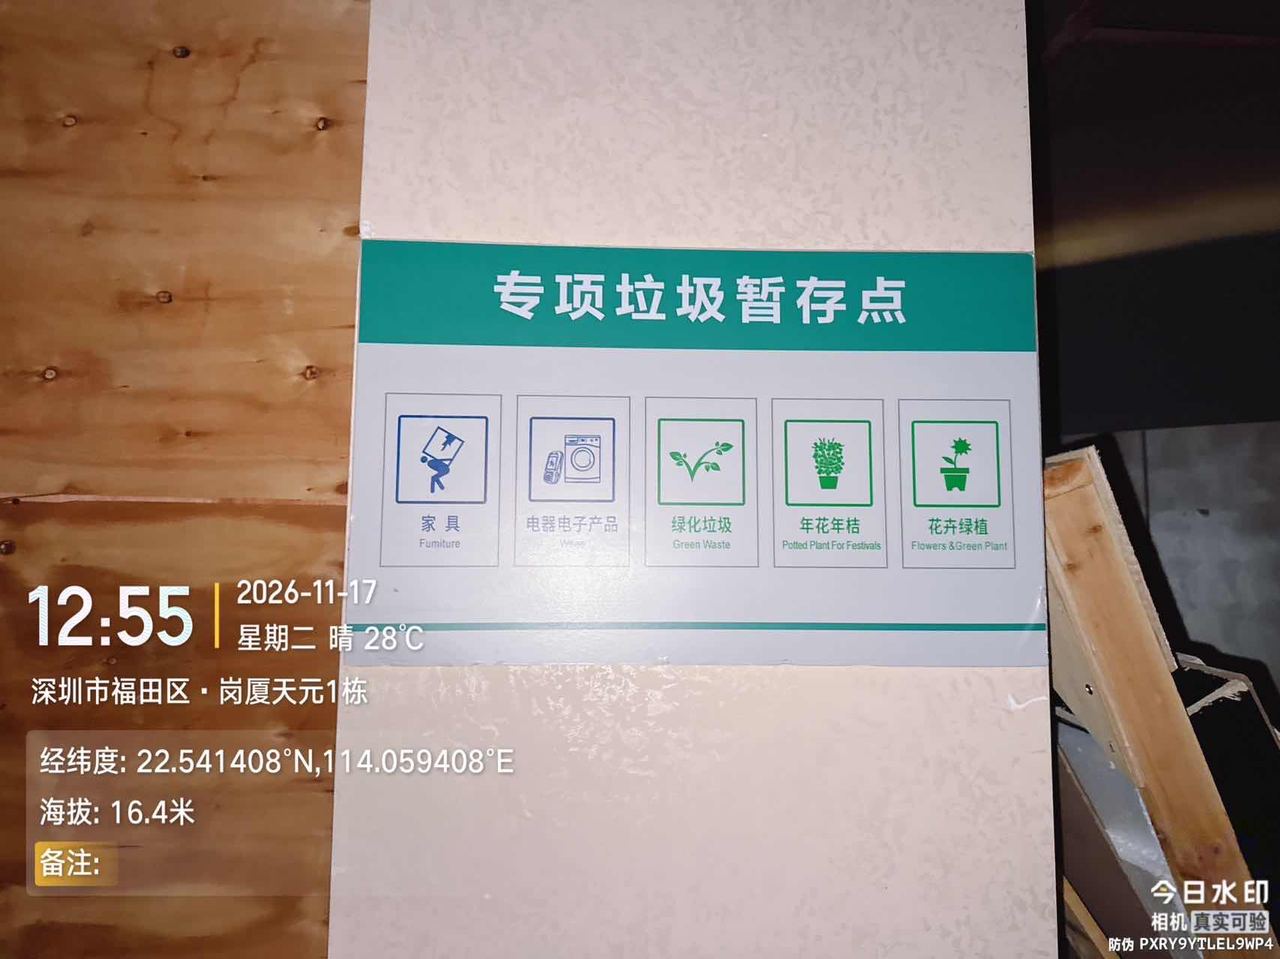 专项垃圾暂存点
家具
Furniture
电器电子产品
绿化垃圾
Green Waste
年花年桔
Potted Plant For Festivals
花卉绿植
Flowers &Green Plant
12:55
2026-11-17
星期二 晴 28℃
深圳市福田区·岗厦天元1栋
经纬度: 22.541408°N,114.059408°E
海拔: 16.4米
备注:
今日水印
相机 真实可验
防伪 PXRY9YTLEL9WP4